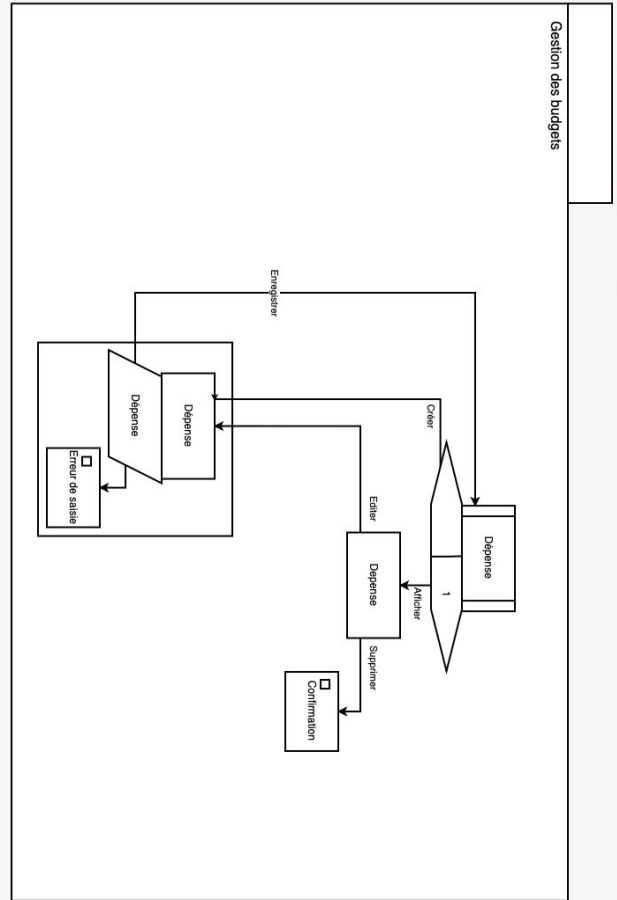 Gestion des budgets
Dépense
1
Créer
Afficher
Enregistrer
Editer
Depense
Supprimer
Dépense
Dépense
Confirmation
Erreur de saisie